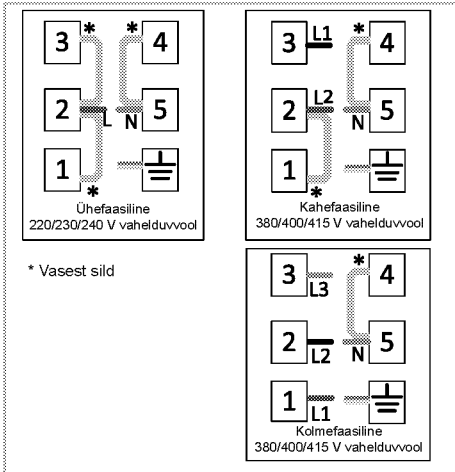 3 * * 4
2 L N 5
1 *
Ühefaasiline
220/230/240 V vahelduvvool
3 L1 * 4
2 L2 N 5
1 *
Kahefaasiline
380/400/415 V vahelduvvool
* Vasest sild
3 L3 * 4
2 L2 N 5
1 L1
Kolmefaasiline
380/400/415 V vahelduvvool